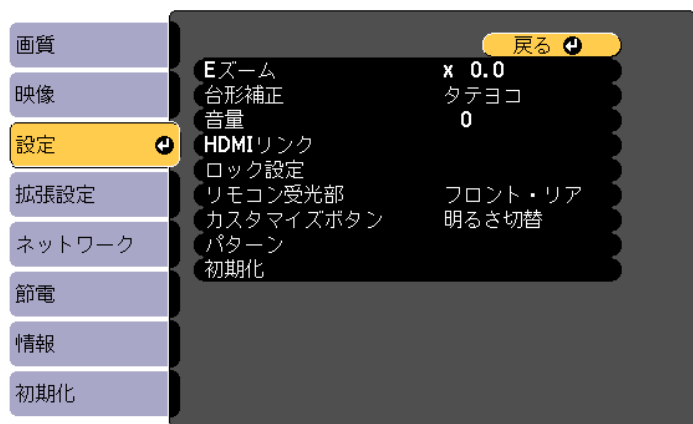 画質
映像
設定
拡張設定
ネットワーク
節電
情報
初期化
戻る
Eズーム x 0.0
台形補正 タテヨコ
音量 0
HDMIリンク
ロック設定
リモコン受光部 フロント・リア
カスタマイズボタン 明るさ切替
パターン
初期化